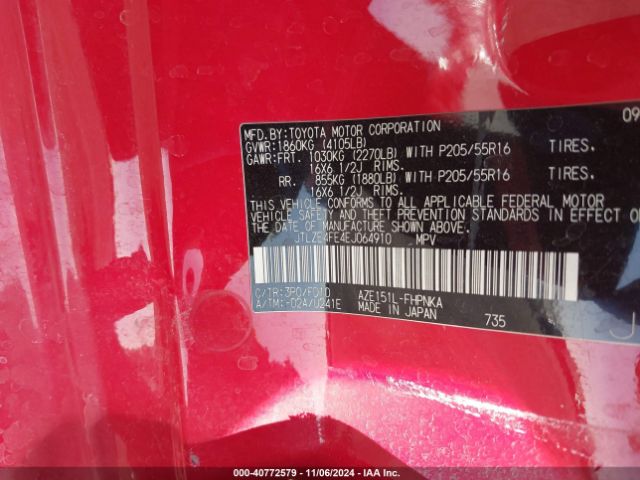 09
MFD.BY:TOYOTA MOTOR CORPORATION
GVWR:1860KG (4105LB)
GAWR:FRT. 1030KG (2270LB) WITH P205/55R16 TIRES.
16X6 1/2J RIMS.
RR. 855KG (1880LB) WITH P205/55R16 TIRES.
16X6 1/2J RIMS.
THIS VEHICLE CONFORMS TO ALL APPLICABLE FEDERAL MOTOR
VEHICLE SAFETY AND THEFT PREVENTION STANDARDS IN EFFECT
ON THE DATE OF MANUFACTURE SHOWN ABOVE.
JTLZE4FE4EJ064910 MPV
C/TR:3P0/FD10 AZE151L-FHPNKA
A/TM:-02A/U241E MADE IN JAPAN 735
J
000-40772579 - 11/06/2024 - IAA Inc.